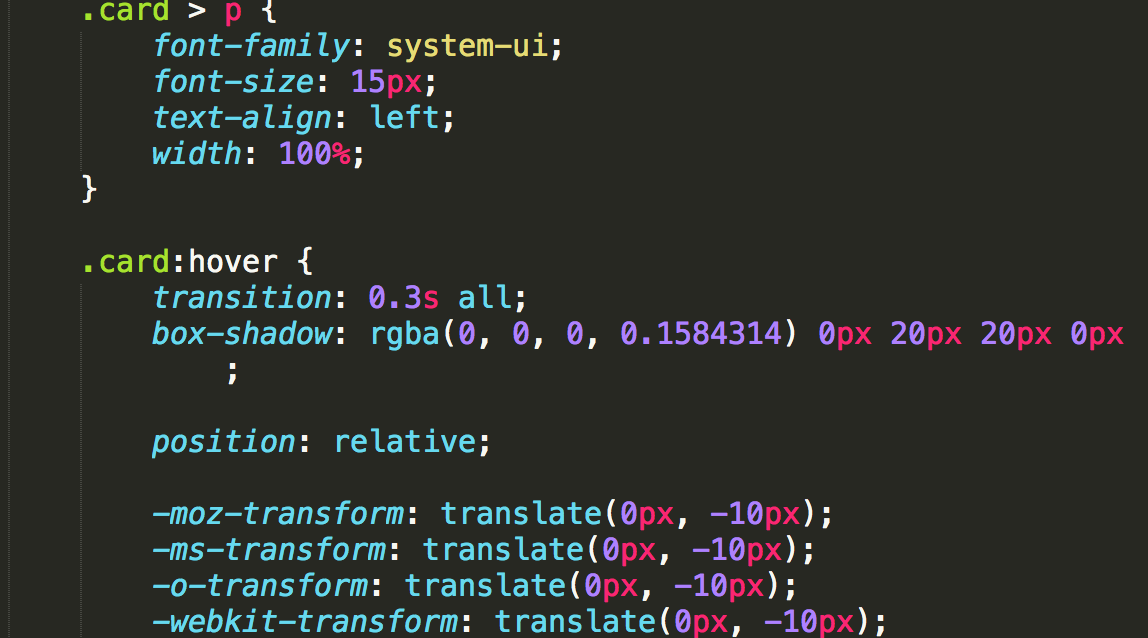 .card > p {
font-family: system-ui;
font-size: 15px;
text-align: left;
width: 100%;
}
.card:hover {
transition: 0.3s all;
box-shadow: rgba(0, 0, 0, 0.1584314) 0px 20px 20px 0px
;
position: relative;
-moz-transform: translate(0px, -10px);
-ms-transform: translate(0px, -10px);
-o-transform: translate(0px, -10px);
-webkit-transform: translate(0px, -10px);